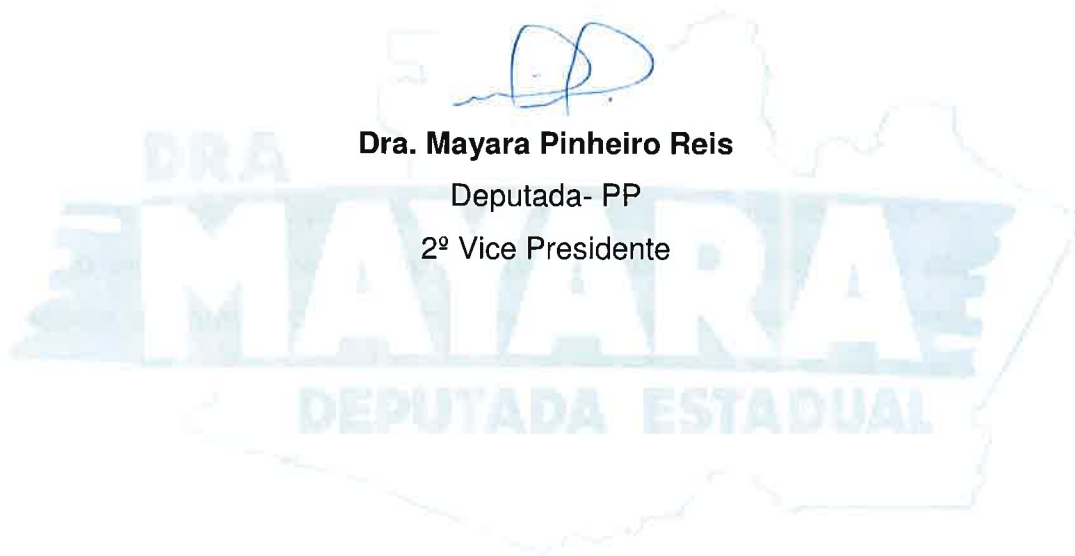 Dra. Mayara Pinheiro Reis
Deputada- PP
2º Vice Presidente
DRA
MAYARA
DEPUTADA ESTADUAL